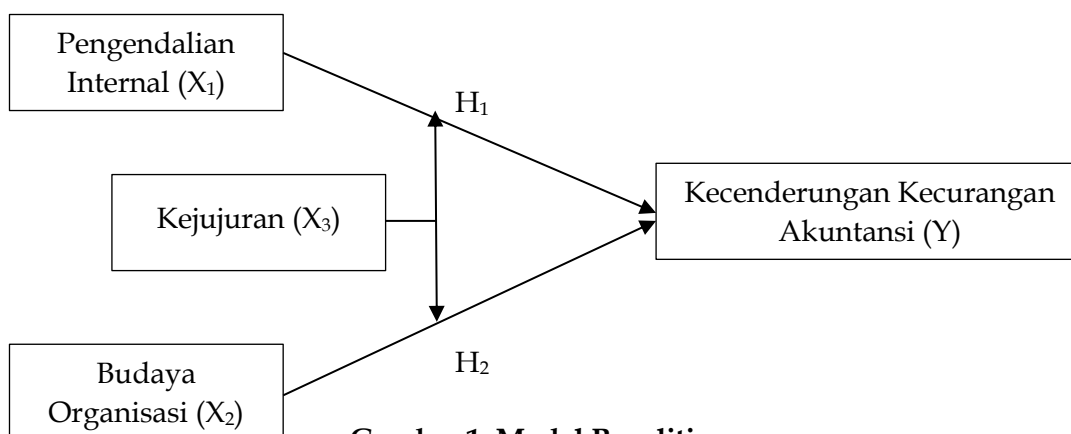 Pengendalian
Internal (X₁)
H₁
Kejujuran (X₃)
Kecenderungan Kecurangan
Akuntansi (Y)
H₂
Budaya
Organisasi (X₂)